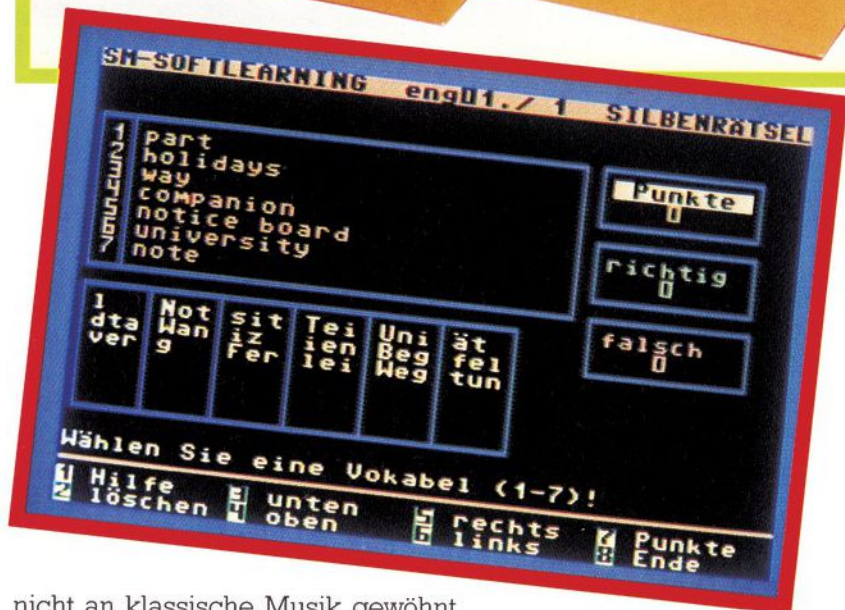 SM-SOFTLEARNING eng01./ 1 SILBENRÄTSEL
1 part
2 holidays
3 way
4 companion
5 notice board
6 university
7 note
Punkte
0
richtig
0
falsch
0
l Not sit Tei Uni ät
dta Wan iz ien Beg fel
ver g Fer lei Weg tun
Wählen Sie eine Vokabel (1-7)!
1 Hilfe 3 unten 5 rechts 7 Punkte
2 löschen 4 oben 6 links 8 Ende
nicht an klassische Musik gewöhnt